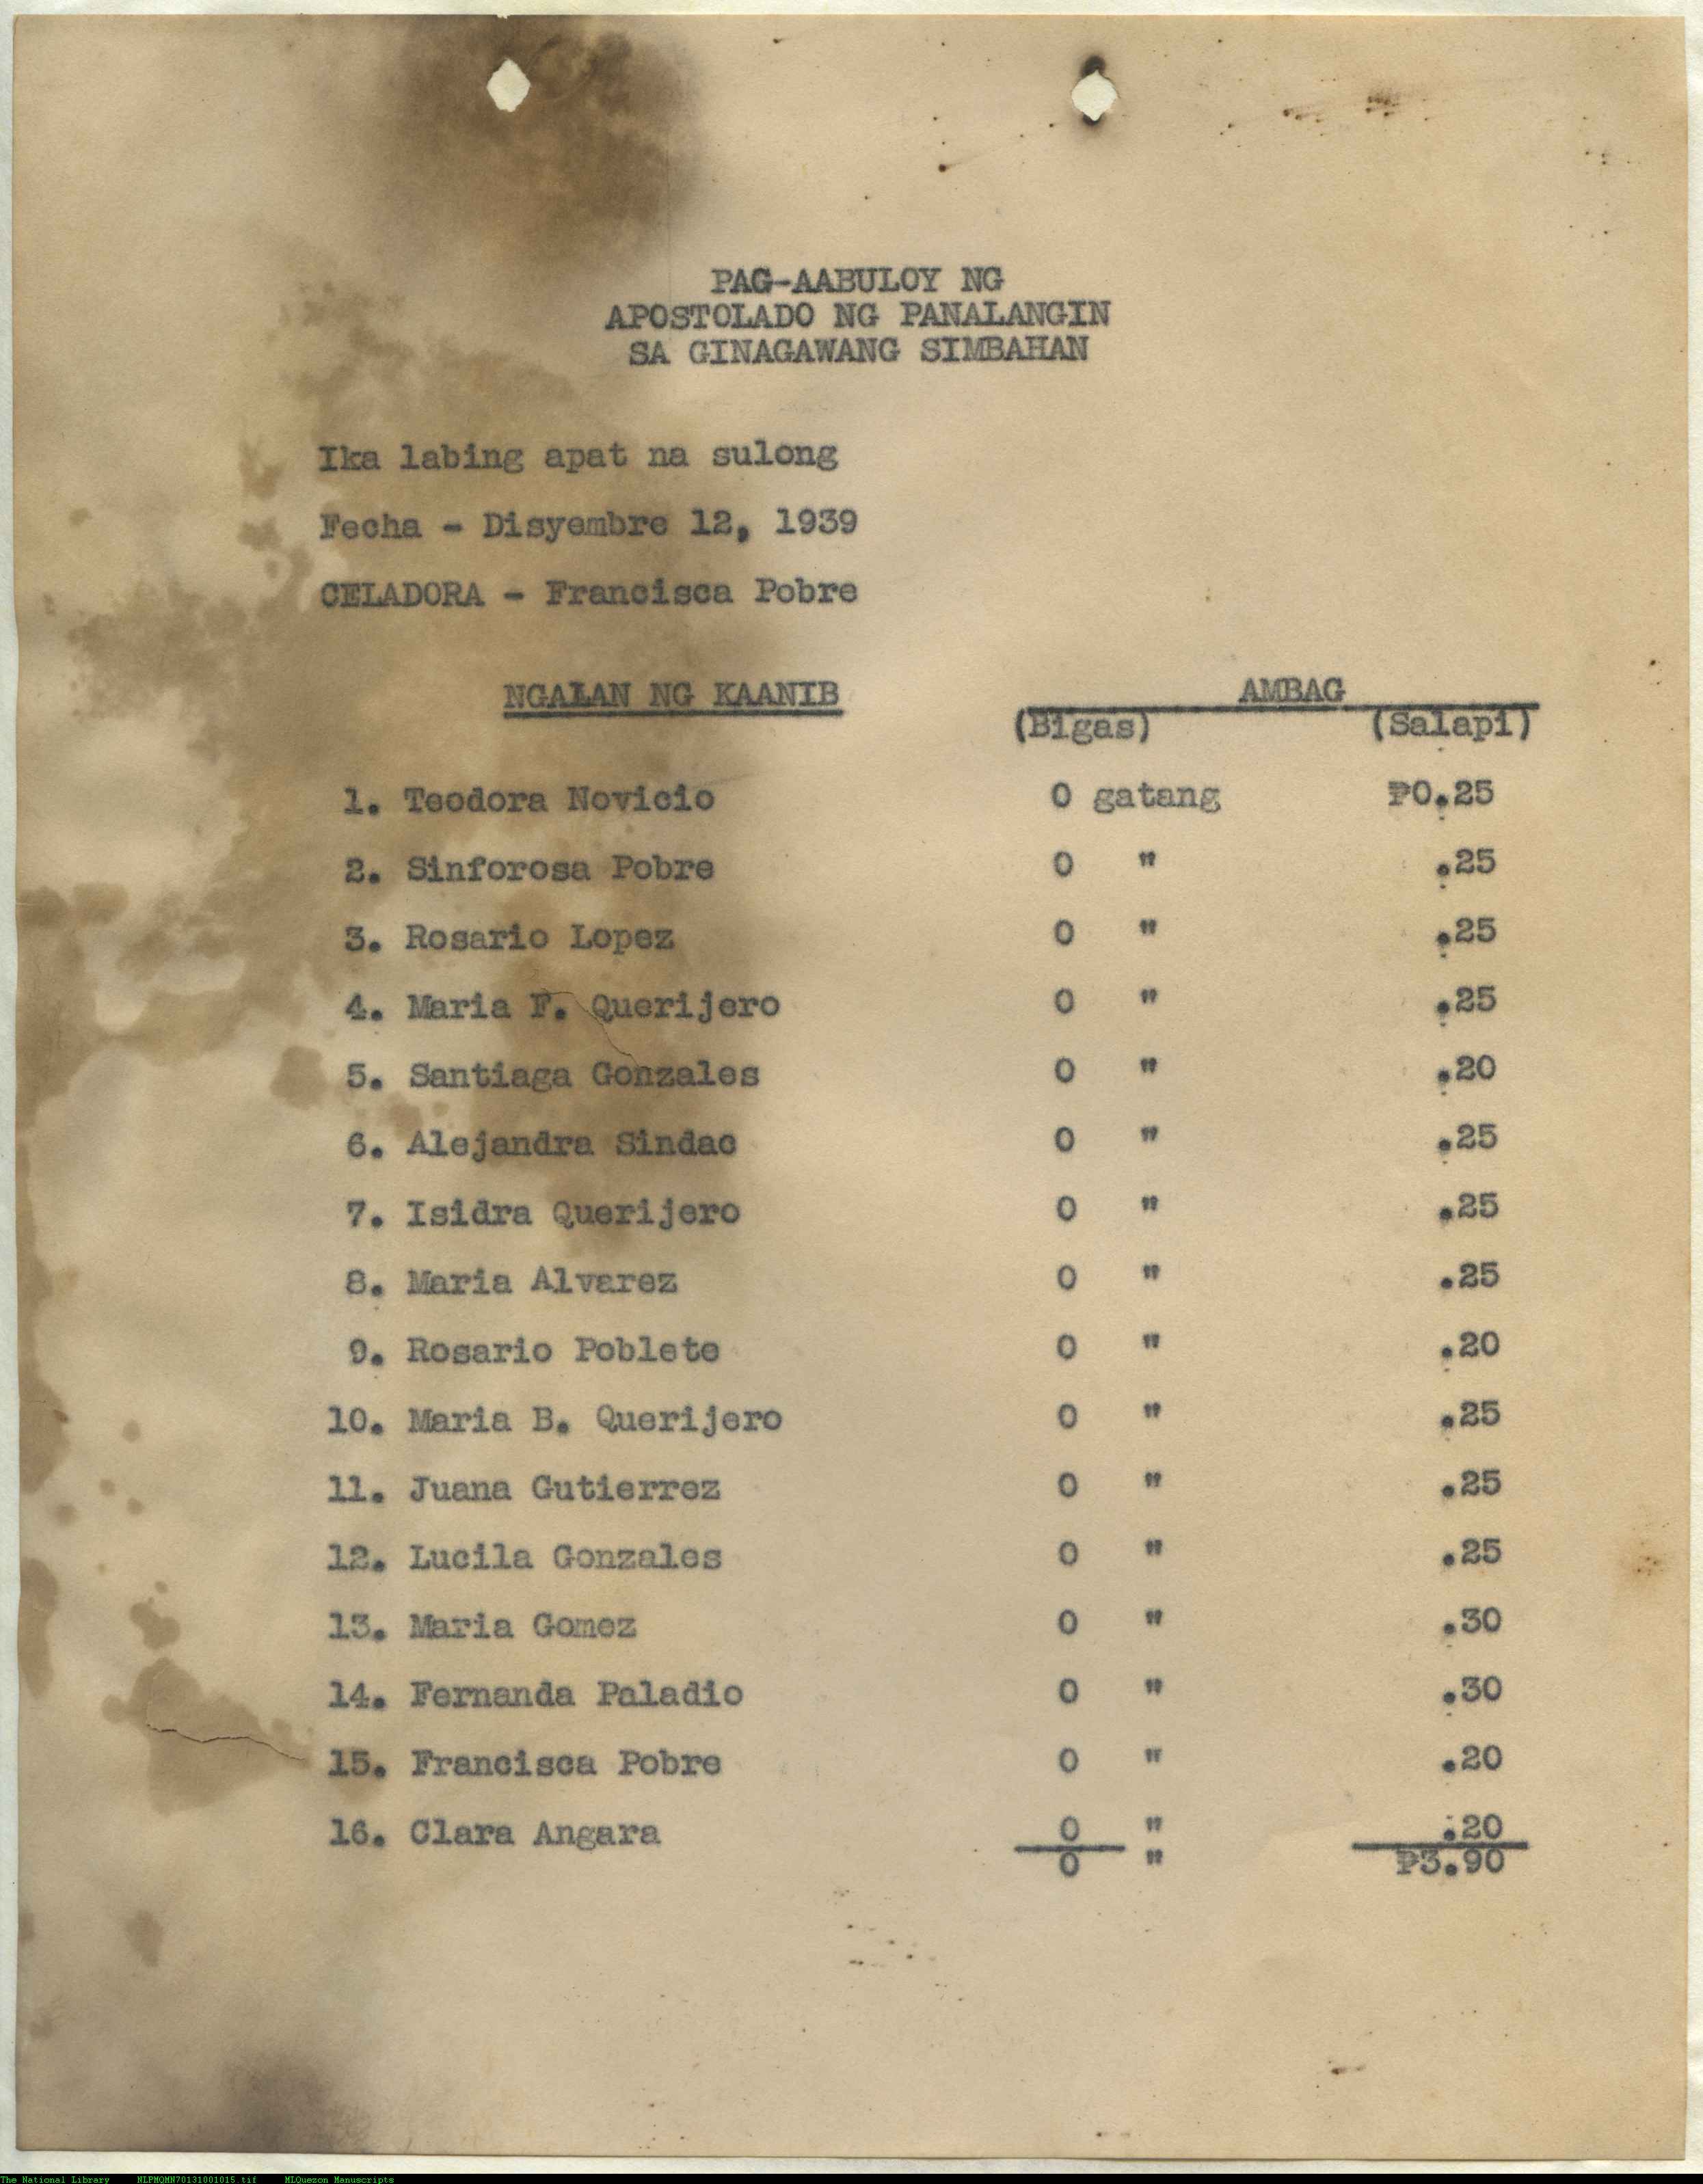 PAG-AABULOY NG
APOSTOLADO NG PANALANGIN
SA GINAGAWANG SIMBAHAN
Ika labing apat na sulong
Fecha - Disyembre 12, 1939
CELADORA - Francisca Pobre
NGALAN NG KAANIB AMBAG
(Bigas) (Salapi)
1. Teodora Novicio 0 gatang ₱0.25
2. Sinforosa Pobre 0 " .25
3. Rosario Lopez 0 " .25
4. Maria F. Querijero 0 " .25
5. Santiaga Gonzales 0 " .20
6. Alejandra Sindac 0 " .25
7. Isidra Querijero 0 " .25
8. Maria Alvarez 0 " .25
9. Rosario Poblete 0 " .20
10. Maria B. Querijero 0 " .25
11. Juana Gutierrez 0 " .25
12. Lucila Gonzales 0 " .25
13. Maria Gomez 0 " .30
14. Fernanda Paladio 0 " .30
15. Francisca Pobre 0 " .20
16. Clara Angara 0 " .20
0 " ₱3.90
The National Library NLPMQMN70131001015.tif MLQuezon Manuscripts